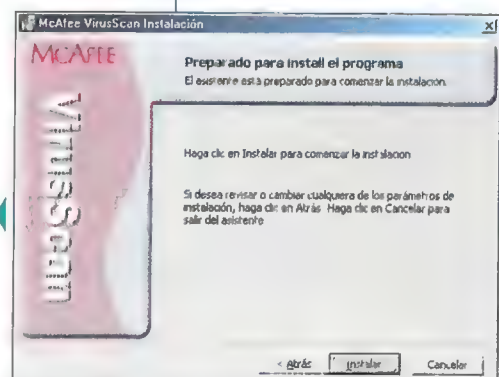 McAfee VirusScan Instalación
McAFEE
VirusScan
Preparado para install el programa
El asistente está preparado para comenzar la instalación.
Haga clic en Instalar para comenzar la instalación
Si desea revisar o cambiar cualquiera de los parámetros de
instalación, haga clic en Atrás. Haga clic en Cancelar para
salir del asistente
< Atrás
Instalar
Cancelar